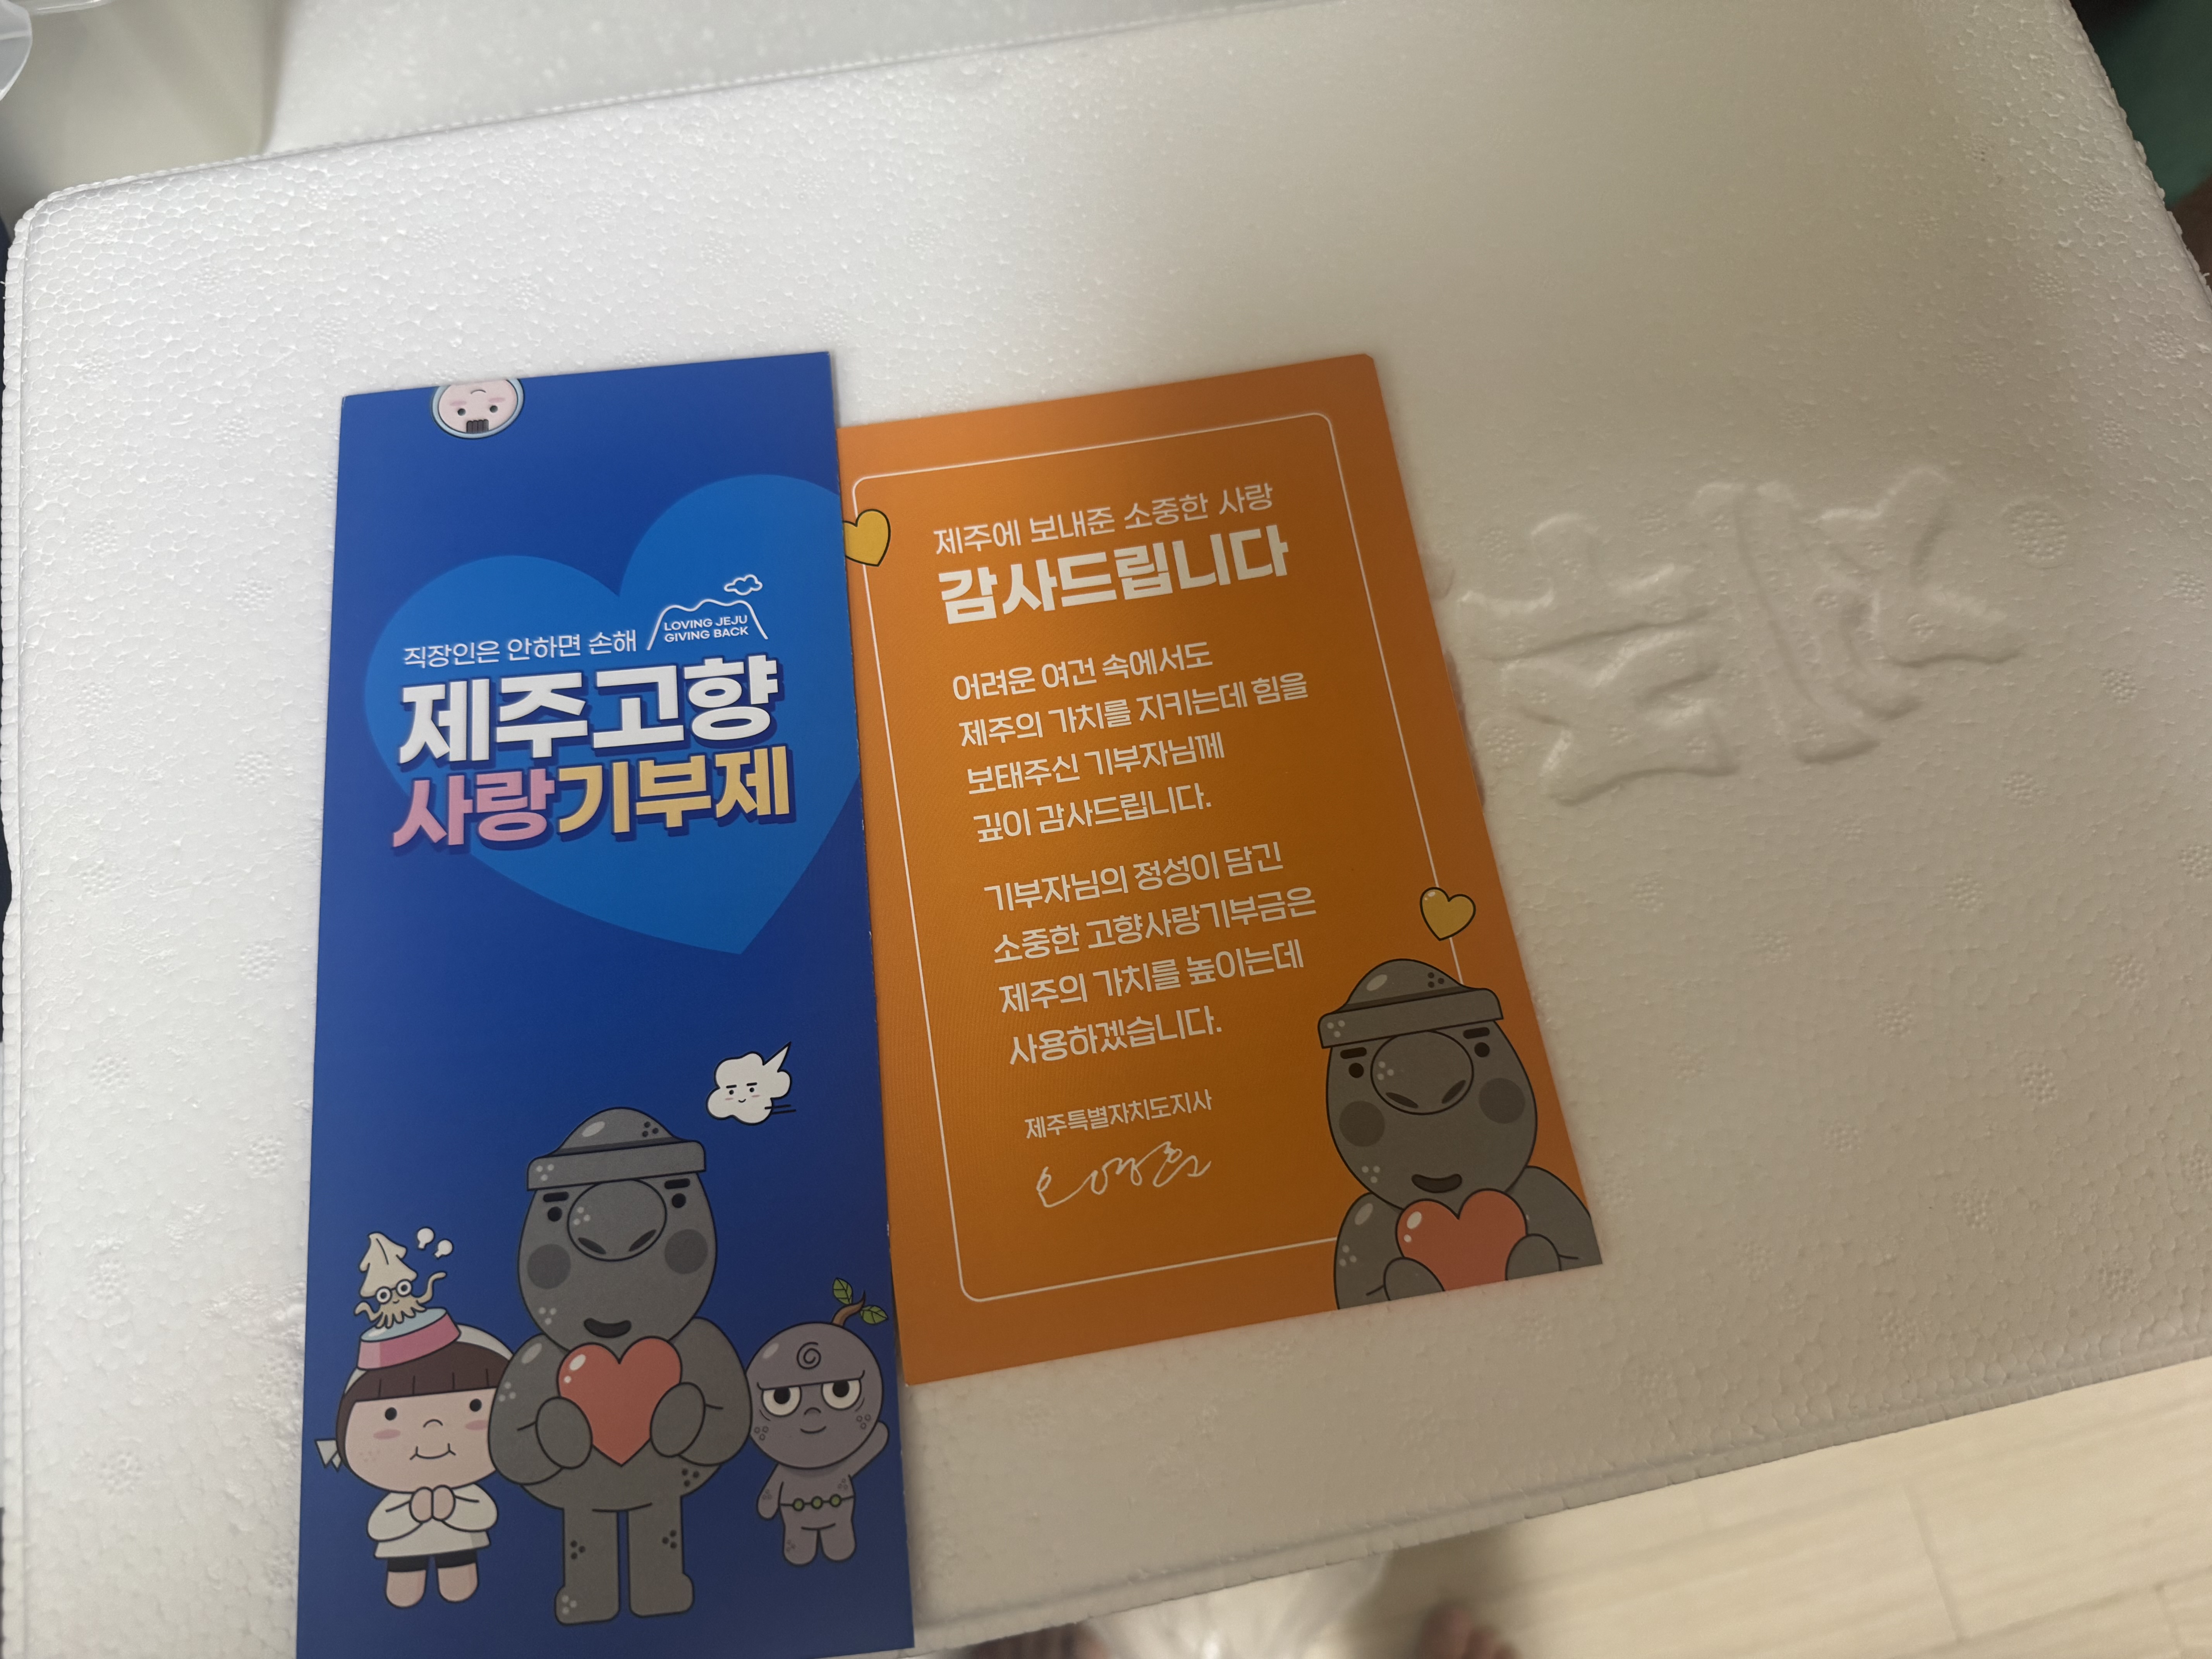 직장인은 안하면 손해
LOVING JEJU
GIVING BACK
제주고향
사랑기부제
제주에 보내준 소중한 사랑
감사드립니다
어려운 여건 속에서도
제주의 가치를 지키는데 힘을
보태주신 기부자님께
깊이 감사드립니다.
기부자님의 정성이 담긴
소중한 고향사랑기부금은
제주의 가치를 높이는데
사용하겠습니다.
제주특별자치도지사
오영훈